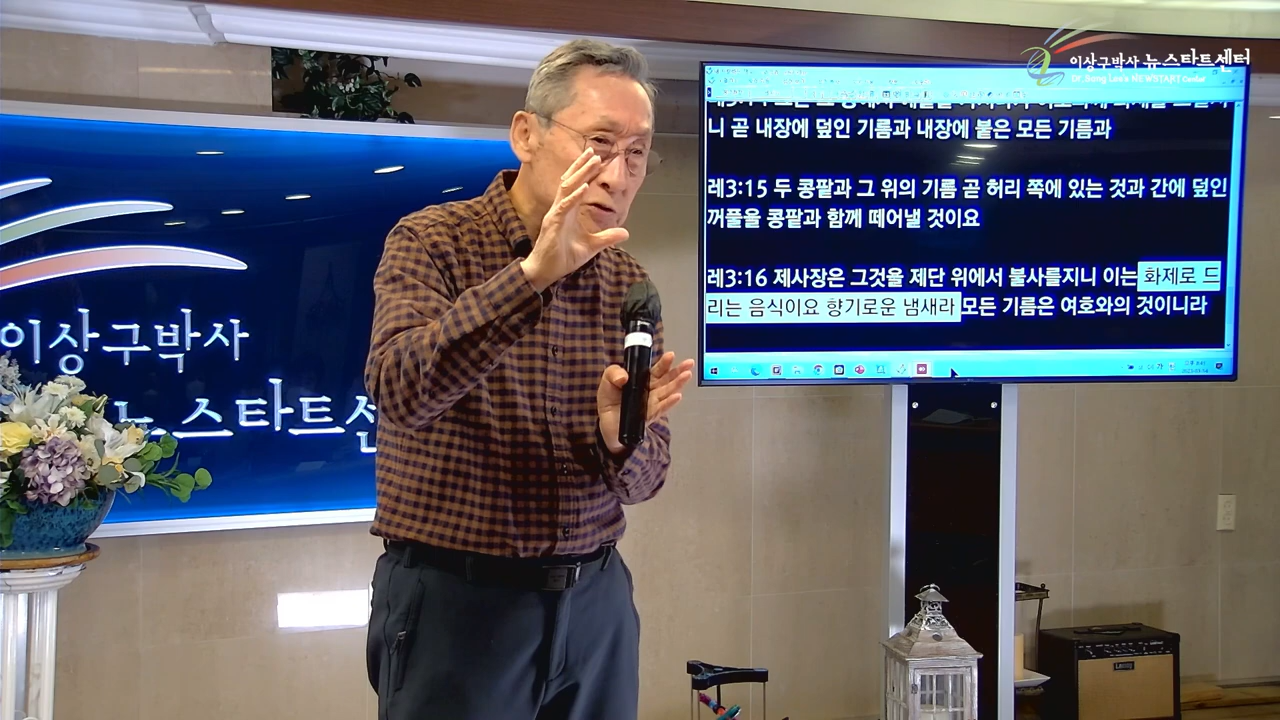 이상구박사 뉴스타트센터
Dr.Sang Lee's NEWSTART Center
니 곧 내장에 덮인 기름과 내장에 붙은 모든 기름과
레3:15 두 콩팥과 그 위의 기름 곧 허리 쪽에 있는 것과 간에 덮인
꺼풀을 콩팥과 함께 떼어낼 것이요
레3:16 제사장은 그것을 제단 위에서 불사를지니 이는 화제로 드
리는 음식이요 향기로운 냄새라 모든 기름은 여호와의 것이니라
이상구박사
뉴스타트센
Laney